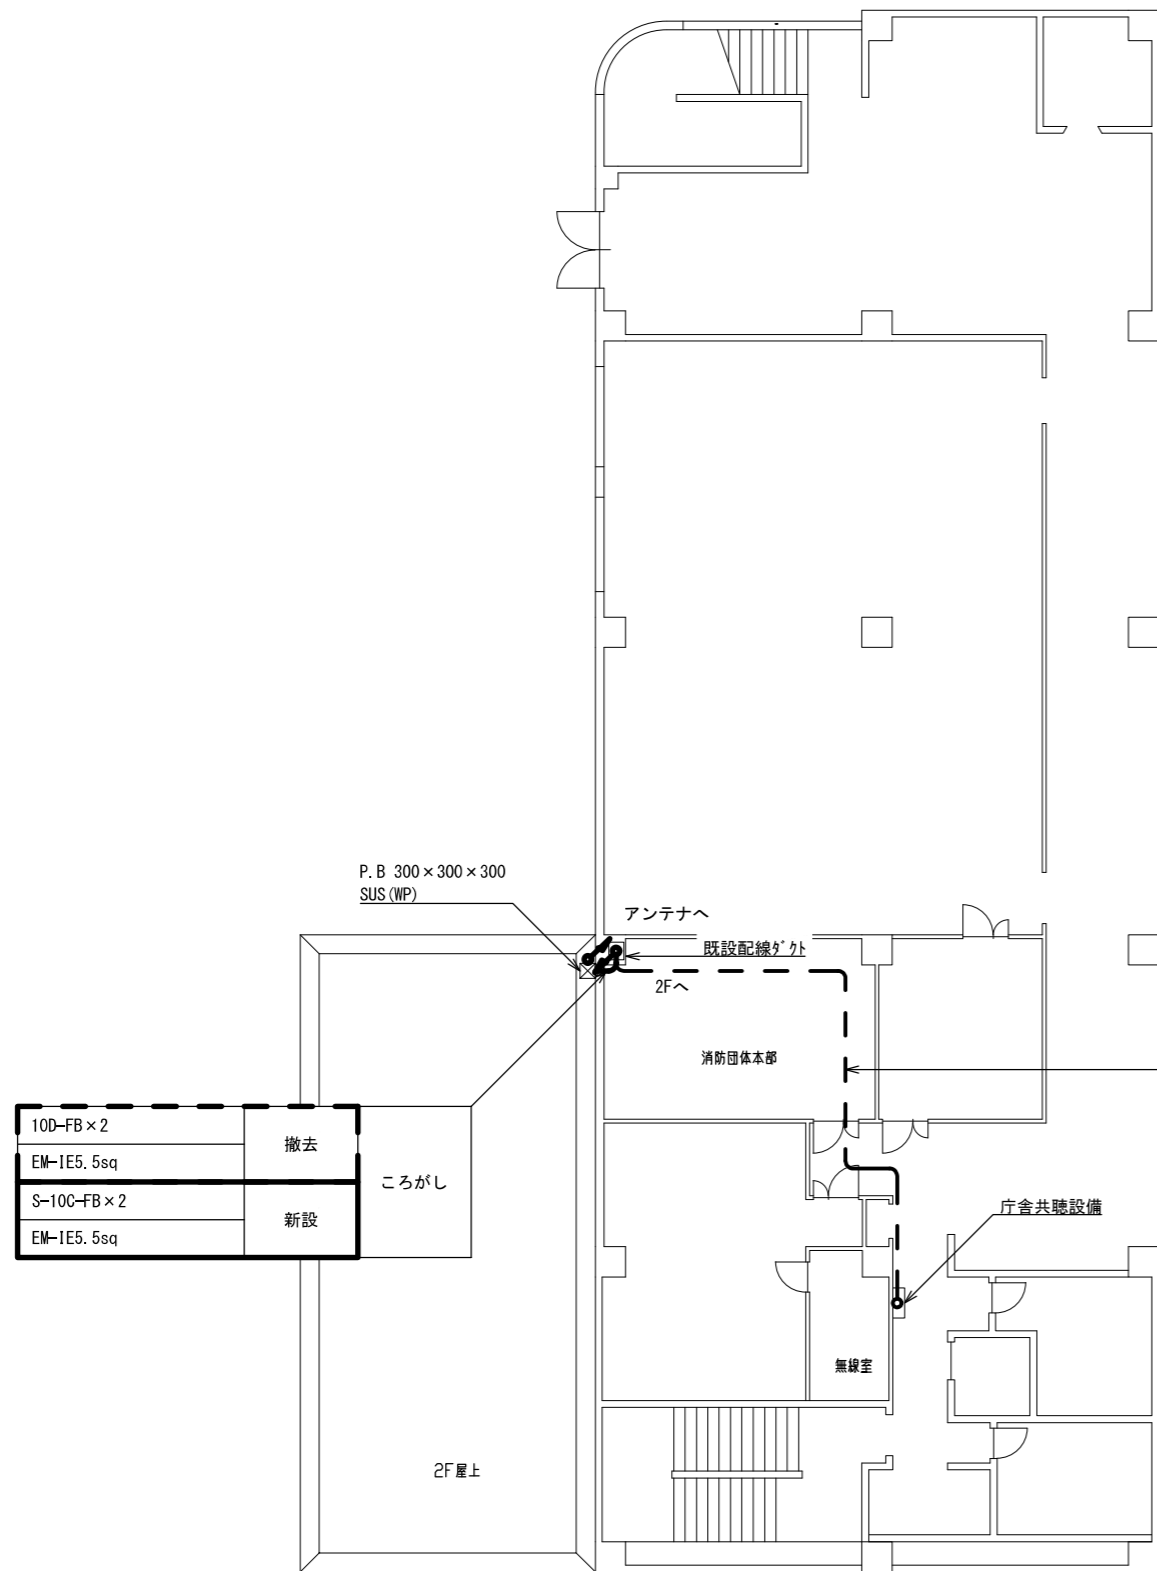 P.B 300×300×300
SUS(WP)
アンテナへ
既設配線ダクト
2Fへ
消防団体本部
10D-FB×2
撤去
EM-IE5.5sq
ころがし
S-10C-FB×2
新設
EM-IE5.5sq
庁舎共聴設備
無線室
2F屋上